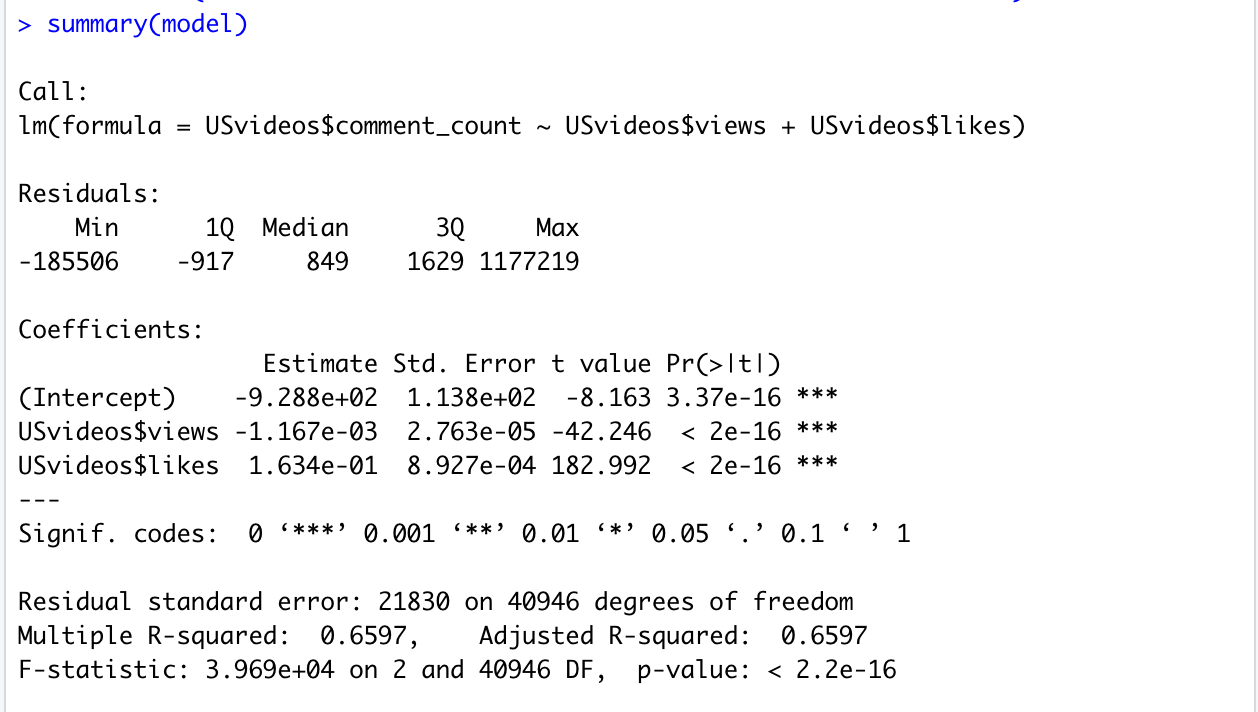 > summary(model)
Call:
lm(formula = USvideos$comment_count ~ USvideos$views + USvideos$likes)
Residuals:
    Min      1Q  Median      3Q     Max
-185506    -917     849    1629 1177219
Coefficients:
                 Estimate Std. Error t value Pr(>|t|)
(Intercept)    -9.288e+02  1.138e+02  -8.163 3.37e-16 ***
USvideos$views -1.167e-03  2.763e-05 -42.246  < 2e-16 ***
USvideos$likes  1.634e-01  8.927e-04 182.992  < 2e-16 ***
---
Signif. codes:  0 ‘***’ 0.001 ‘**’ 0.01 ‘*’ 0.05 ‘.’ 0.1 ‘ ’ 1
Residual standard error: 21830 on 40946 degrees of freedom
Multiple R-squared:  0.6597,    Adjusted R-squared:  0.6597
F-statistic: 3.969e+04 on 2 and 40946 DF,  p-value: < 2.2e-16